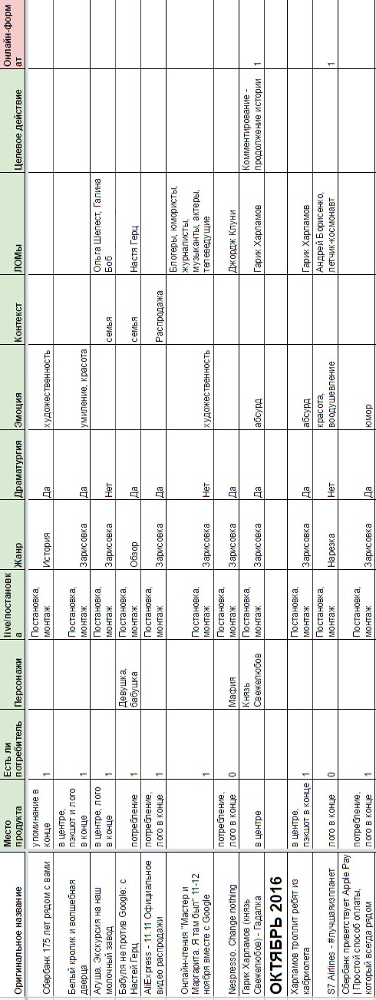 Оригинальное название
Место
продукта
Есть ли
потребитель
Персонажи
live/постановк
а
Жанр
Драматургия
Эмоция
Контекст
ЛОМы
Целевое действие
Онлайн-форм
ат
Сбербанк 175 лет рядом с вами
упоминание в
конце
1
Постановка,
монтаж
История
Да
художественность
Белый кролик и волшебная
дверца
в центре,
пэкшот и лого
в конце
1
Постановка,
монтаж
Зарисовка
Да
умиление, красота
Агуша. Экскурсия на наш
молочный завод
в центре, лого
в конце
1
Постановка,
монтаж
Зарисовка
Нет
семья
Ольга Шелест, Галина
Боб
Бабуля не против Google: с
Настей Герц
потребление
1
Девушка,
бабушка
Постановка,
монтаж
Обзор
Да
семья
Настя Герц
AliExpress - 11.11 Официальное
видео распродажи
потребление,
лого в конце
1
Постановка,
монтаж
Зарисовка
Да
Распродажа
Онлайн-чтения "Мастер и
Маргарита. Я там был" 11-12
ноября вместе с Google
1
Постановка,
монтаж
Нет
художественность
Блогеры, юмористы,
журналисты,
музыканты, актеры,
телеведущие
Nespresso. Change nothing
потребление,
лого в конце
0
Мафия
Постановка,
монтаж
Зарисовка
Да
Джордж Клуни
Гарик Харламов (князь
Свежелюбов) - Гадалка
в центре
Князь
Свежелюбов
Постановка,
монтаж
Зарисовка
Да
абсурд
Гарик Харламов
Комментирование -
продолжение истории
1
ОКТЯБРЬ 2016
Харламов троллит ребят из
кабриолета
в центре,
пэкшот в конце
1
Постановка,
монтаж
Зарисовка
Да
абсурд
Гарик Харламов
S7 Airlines - #лучшаяизпланет
лого в конце
0
Постановка,
монтаж
Нарезка
Нет
красота,
воодушевление
Андрей Борисенко,
летчик-космонавт
1
Сбербанк приветствует Apple Pay
| Простой способ оплаты,
который всегда рядом
потребление,
лого в конце
1
Постановка,
монтаж
Зарисовка
Да
юмор